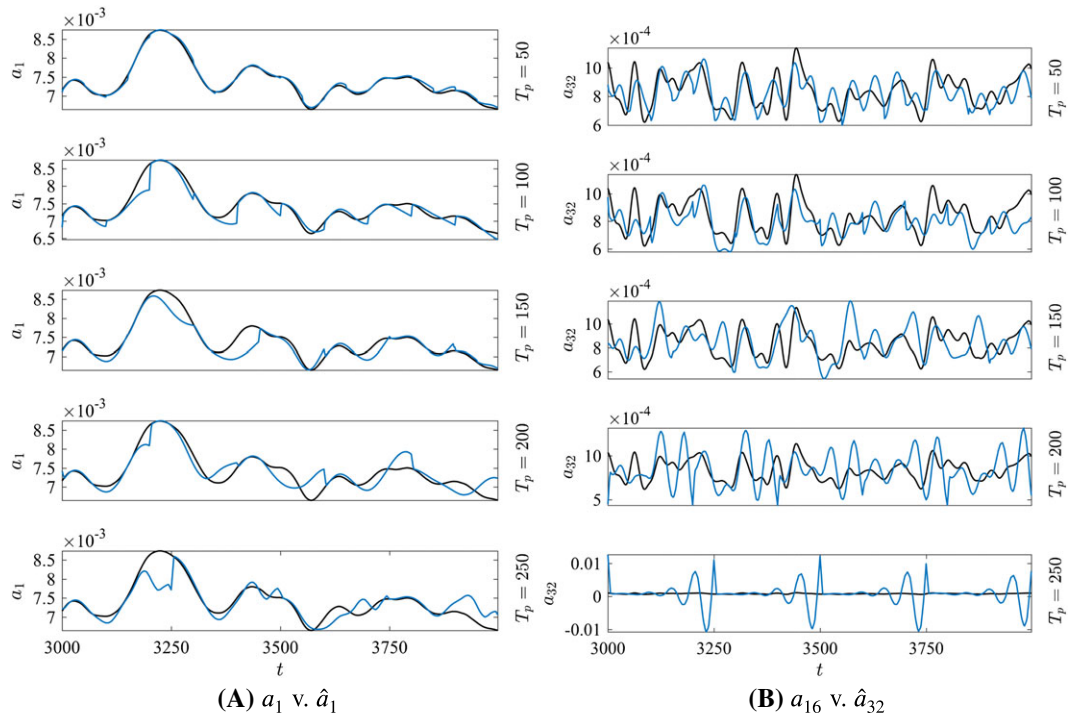 ×10⁻³
8.5
7.5
7
a₁
T_p = 50
×10⁻³
8.5
7.5
7
6.5
a₁
T_p = 100
×10⁻³
8.5
7.5
7
a₁
T_p = 150
×10⁻³
8.5
7.5
7
a₁
T_p = 200
×10⁻³
8.5
7.5
7
a₁
T_p = 250
3000 3250 3500 3750
t
(A) a₁ v. â₁
×10⁻⁴
10
8
6
a₃₂
T_p = 50
×10⁻⁴
10
8
6
a₃₂
T_p = 100
×10⁻⁴
10
8
6
a₃₂
T_p = 150
×10⁻⁴
10
5
a₃₂
T_p = 200
0.01
0
-0.01
a₃₂
T_p = 250
3000 3250 3500 3750
t
(B) a₁₆ v. â₃₂